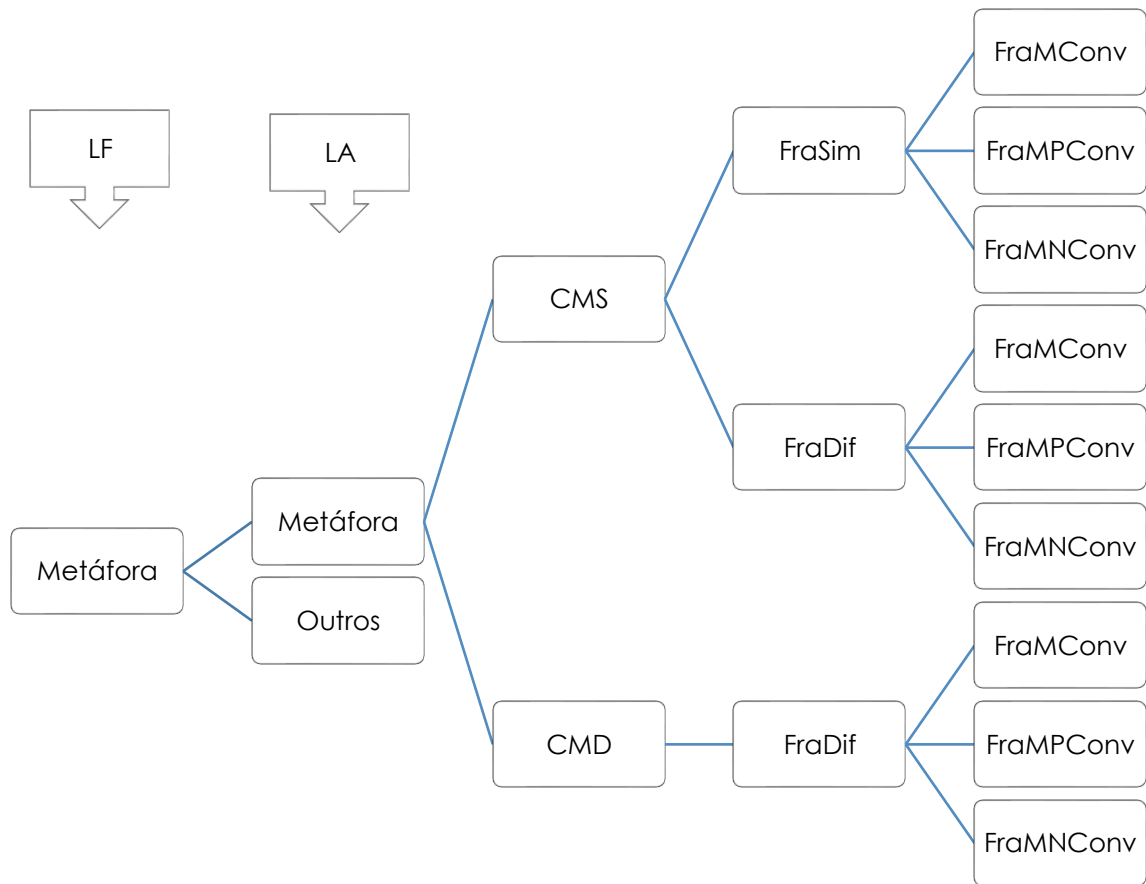 LF
LA
Metáfora
Metáfora
Outros
CMS
CMD
FraSim
FraDif
FraDif
FraMConv
FraMPConv
FraMNConv
FraMConv
FraMPConv
FraMNConv
FraMConv
FraMPConv
FraMNConv